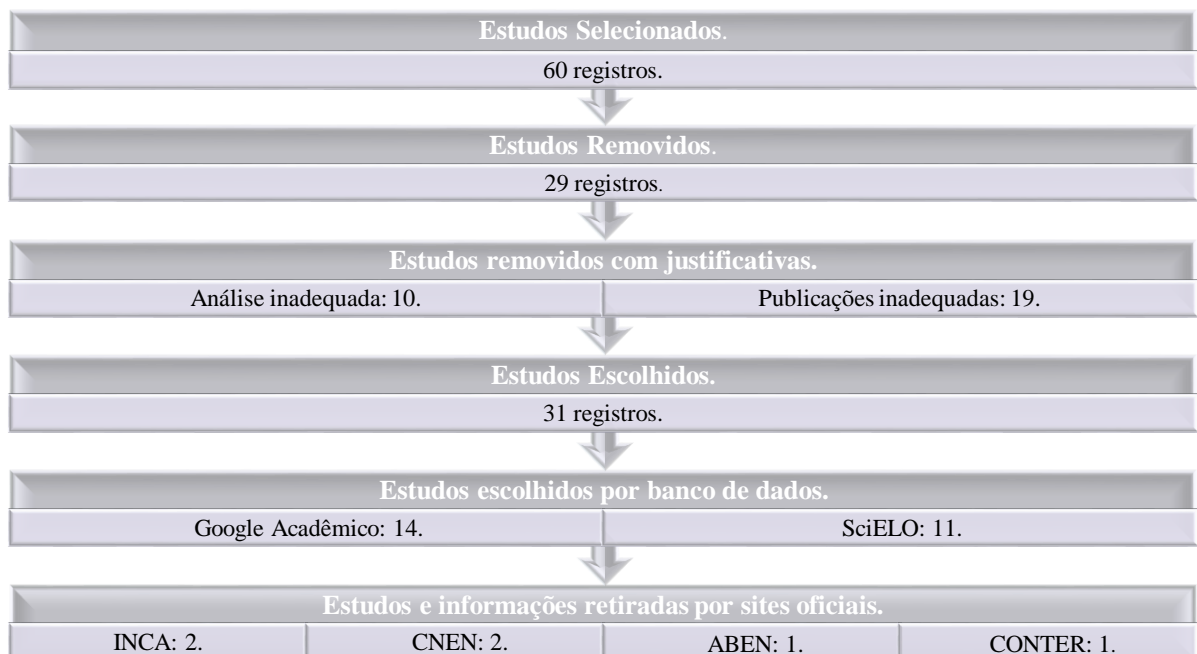 Estudos Selecionados.
60 registros.
Estudos Removidos.
29 registros.
Estudos removidos com justificativas.
Análise inadequada: 10. Publicações inadequadas: 19.
Estudos Escolhidos.
31 registros.
Estudos escolhidos por banco de dados.
Google Acadêmico: 14. SciELO: 11.
Estudos e informações retiradas por sites oficiais.
INCA: 2. CNEN: 2. ABEN: 1. CONTER: 1.